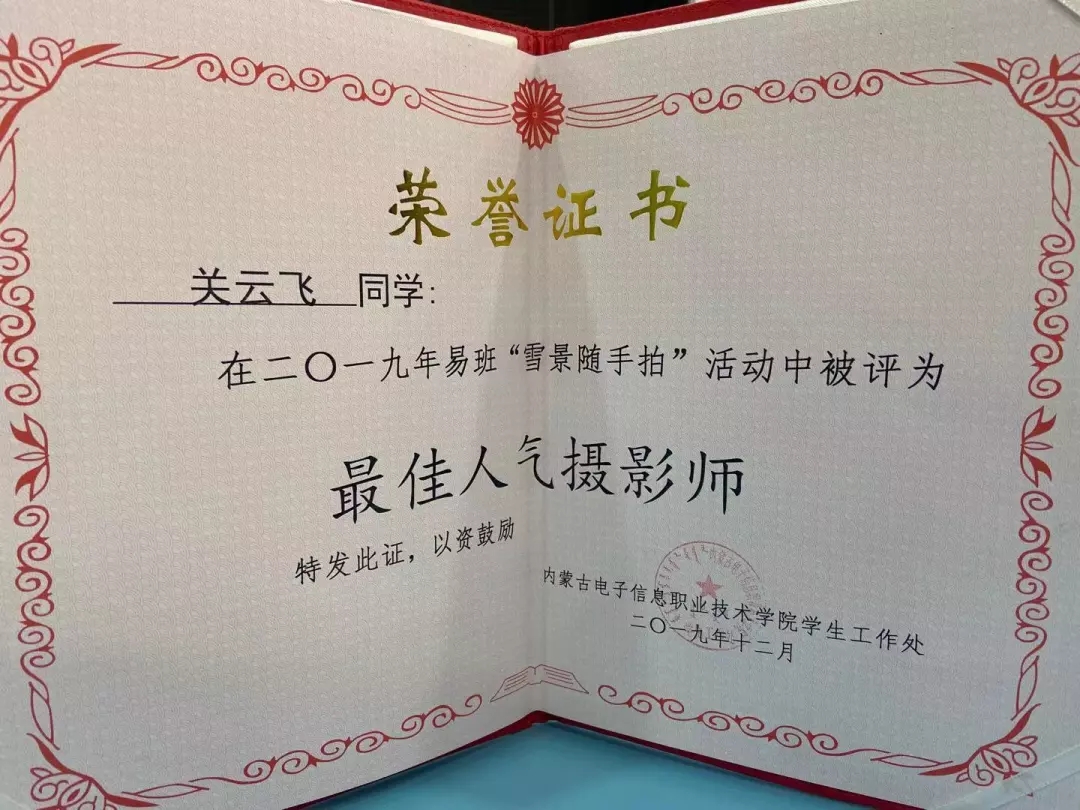 荣誉证书
关云飞 同学:
在二〇一九年易班“雪景随手拍”活动中被评为
最佳人气摄影师
特发此证，以资鼓励
内蒙古电子信息职业技术学院学生工作处
二〇一九年十二月